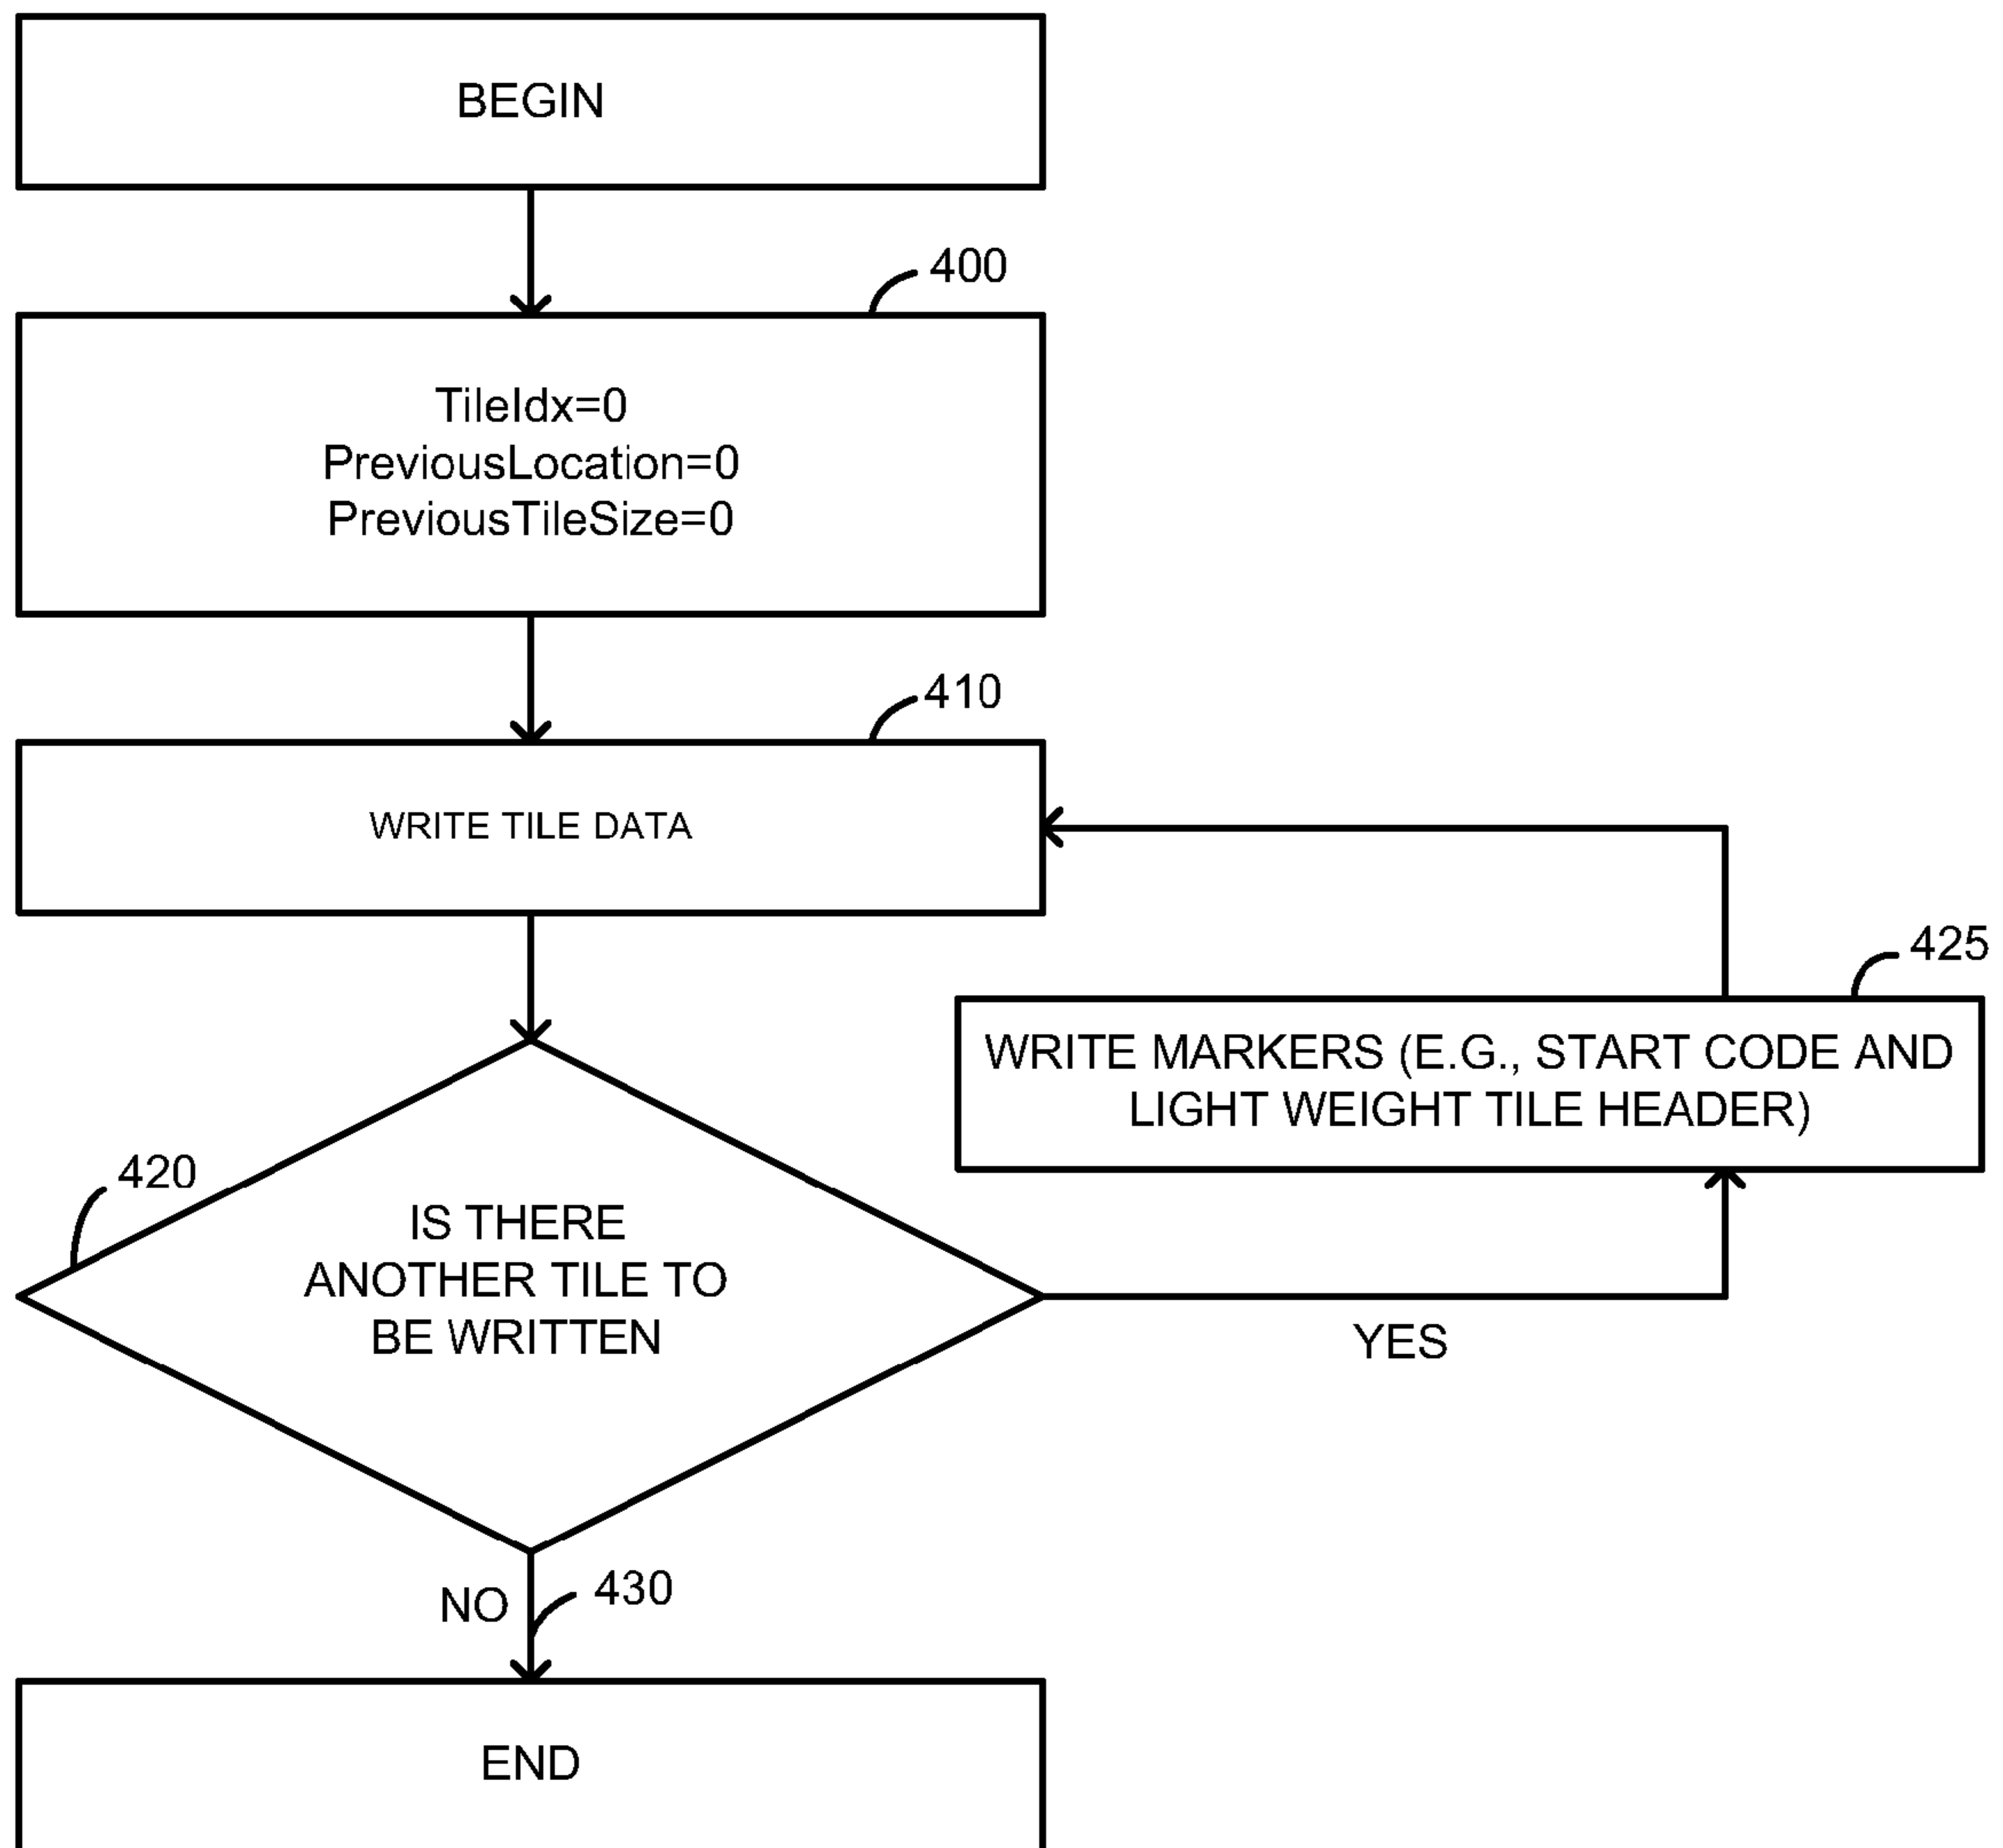 BEGIN
400
TileIdx=0
PreviousLocation=0
PreviousTileSize=0
410
WRITE TILE DATA
425
WRITE MARKERS (E.G., START CODE AND
LIGHT WEIGHT TILE HEADER)
420
IS THERE
ANOTHER TILE TO
BE WRITTEN
YES
NO
430
END